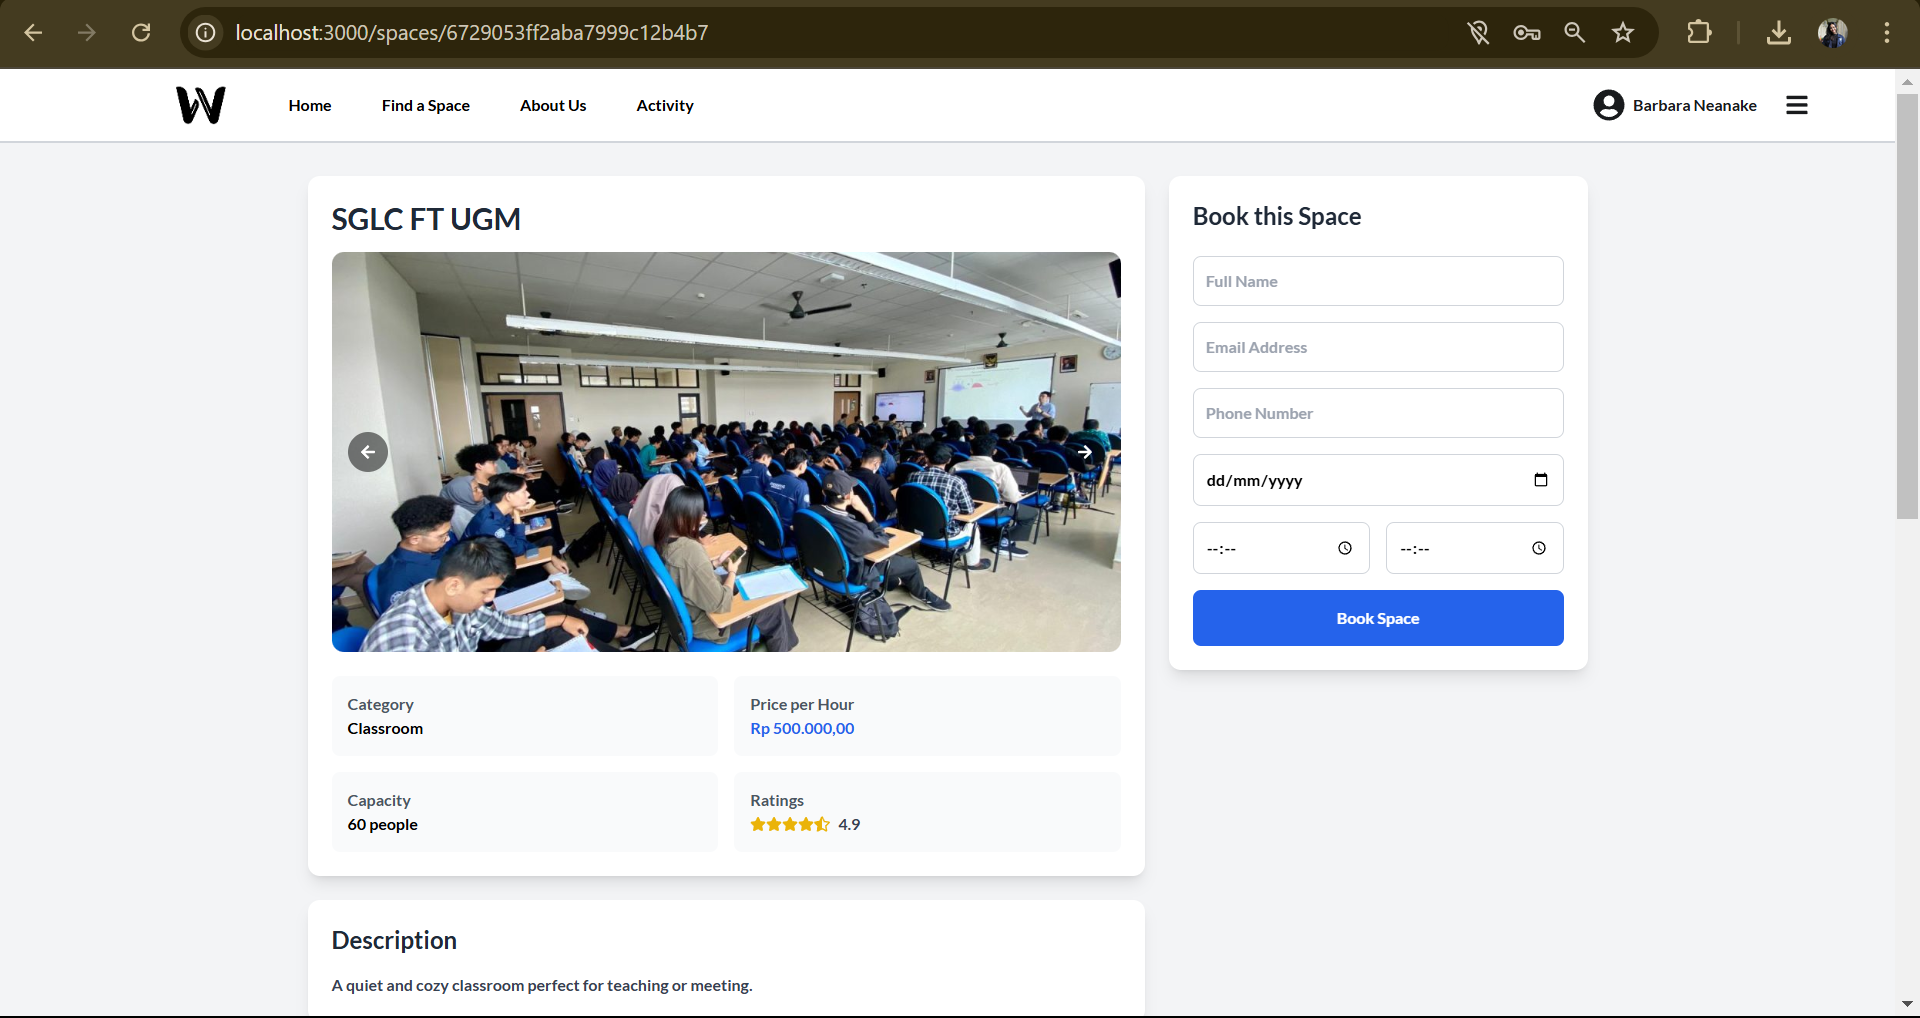 localhost:3000/spaces/6729053ff2aba7999c12b4b7
W
Home
Find a Space
About Us
Activity
Barbara Neanake
SGLC FT UGM
Category
Classroom
Price per Hour
Rp 500.000,00
Capacity
60 people
Ratings
4.9
Description
A quiet and cozy classroom perfect for teaching or meeting.
Book this Space
Full Name
Email Address
Phone Number
dd/mm/yyyy
--:--
--:--
Book Space